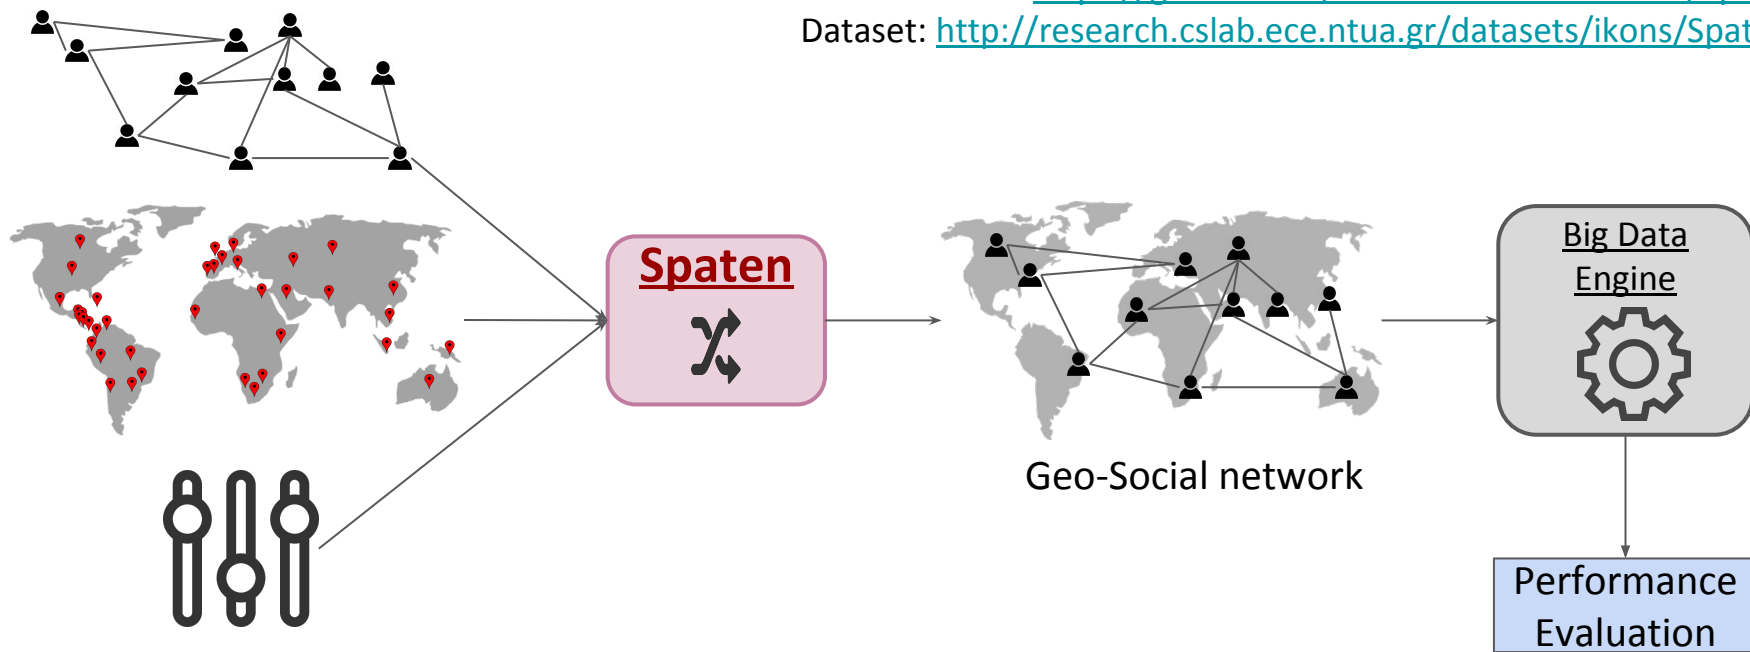 Dataset: http://research.cslab.ece.ntua.gr/datasets/ikons/Spat
Spaten
Geo-Social network
Big Data
Engine
Performance
Evaluation